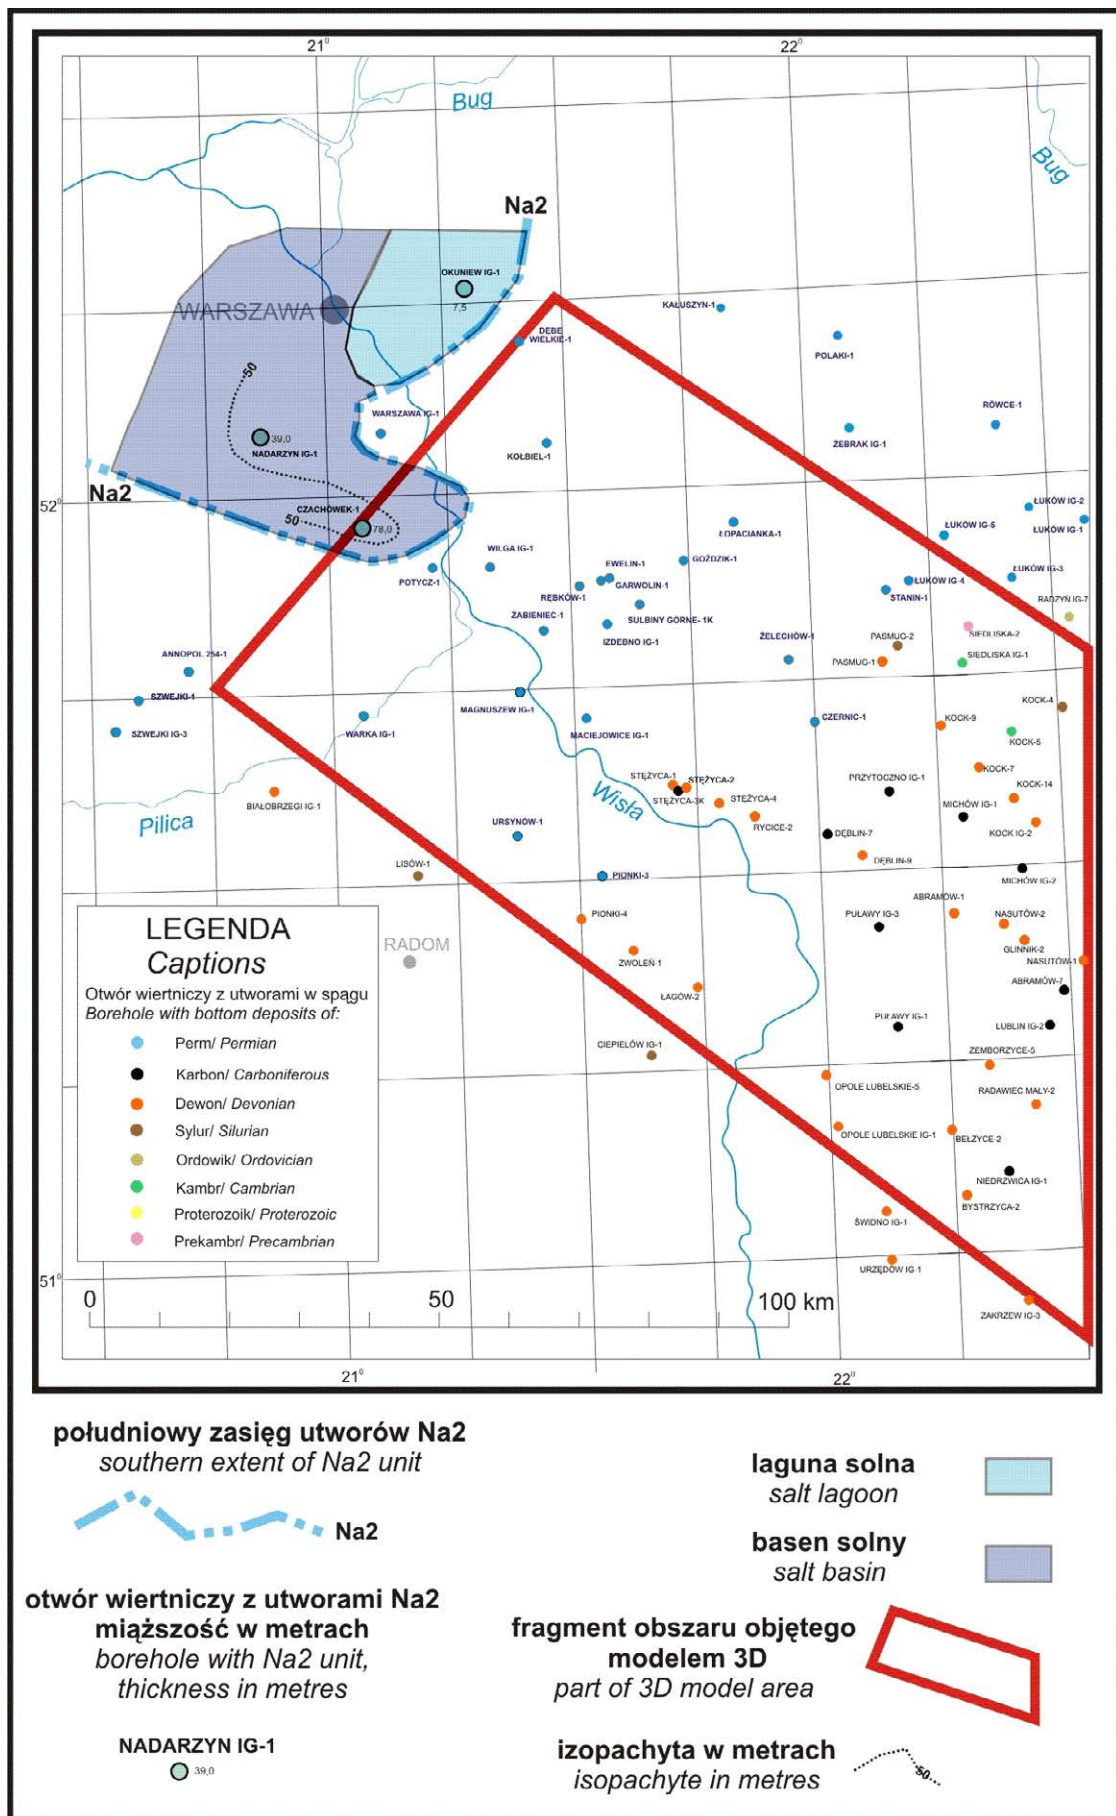 21⁰
22⁰
Bug
Bug
Na2
OKUNIEW IG-1
7,5
WARSZAWA
KAŁUSZYN-1
DĘBE
WIELKIE-1
POLAKI-1
50
RÓWCE-1
WARSZAWA IG-1
ŻEBRAK IG-1
39,0
NADARZYN IG-1
KOŁBIEL-1
Na2
52⁰
CZACHÓWEK-1
50
78,0
ŁUKÓW IG-2
ŁUKÓW IG-1
ŁUKÓW IG-5
ŁOPACIANKA-1
WILGA IG-1
GOŹDZIK-1
EWELIN-1
POTYCZ-1
GARWOLIN-1
RĘBKÓW-1
ŁUKÓW IG-3
ŁUKÓW IG-4
STANIN-1
RADZYŃ IG-7
ŻABIENIEC-1
SULBINY GÓRNE- 1K
IZDEBNO IG-1
ŻELECHÓW-1
PASMUG-2
SIEDLISKA-2
ANNOPOL 254-1
PASMUG-1
SIEDLISKA IG-1
SZWEJKI-1
MAGNUSZEW IG-1
KOCK-4
SZWEJKI IG-3
WARKA IG-1
MACIEJOWICE IG-1
CZERNIC-1
KOCK-9
KOCK-5
STĘŻYCA-1
STĘŻYCA-2
PRZYTOCZNO IG-1
KOCK-7
KOCK-14
STĘŻYCA-3K
STĘŻYCA-4
BIAŁOBRZEGI IG-1
MICHÓW IG-1
Wisła
Pilica
URSYNÓW-1
RYCICE-2
DĘBLIN-7
KOCK IG-2
LISÓW-1
DĘBLIN-9
PIONKI-3
MICHÓW IG-2
ABRAMÓW-1
PIONKI-4
PUŁAWY IG-3
NASUTÓW-2
RADOM
GLINNIK-2
ZWOLEŃ-1
NASUTÓW-1
ŁAGÓW-2
ABRAMÓW-7
PUŁAWY IG-1
LUBLIN IG-2
CIEPIELÓW IG-1
ZEMBORZYCE-5
OPOLE LUBELSKIE-5
RADAWIEC MAŁY-2
OPOLE LUBELSKIE IG-1
BEŁŻYCE-2
NIEDRZWICA IG-1
BYSTRZYCA-2
ŚWIDNO IG-1
URZĘDÓW IG-1
ZAKRZEW IG-3
LEGENDA
Captions
Otwór wiertniczy z utworami w spągu
Borehole with bottom deposits of:
Perm/ Permian
Karbon/ Carboniferous
Dewon/ Devonian
Sylur/ Silurian
Ordowik/ Ordovician
Kambr/ Cambrian
Proterozoik/ Proterozoic
Prekambr/ Precambrian
51⁰
0
50
100 km
21⁰
22⁰
południowy zasięg utworów Na2
southern extent of Na2 unit
Na2
laguna solna
salt lagoon
basen solny
salt basin
otwór wiertniczy z utworami Na2
miąższość w metrach
borehole with Na2 unit,
thickness in metres
NADARZYN IG-1
39,0
fragment obszaru objętego
modelem 3D
part of 3D model area
izopachyta w metrach
isopachyte in metres
50